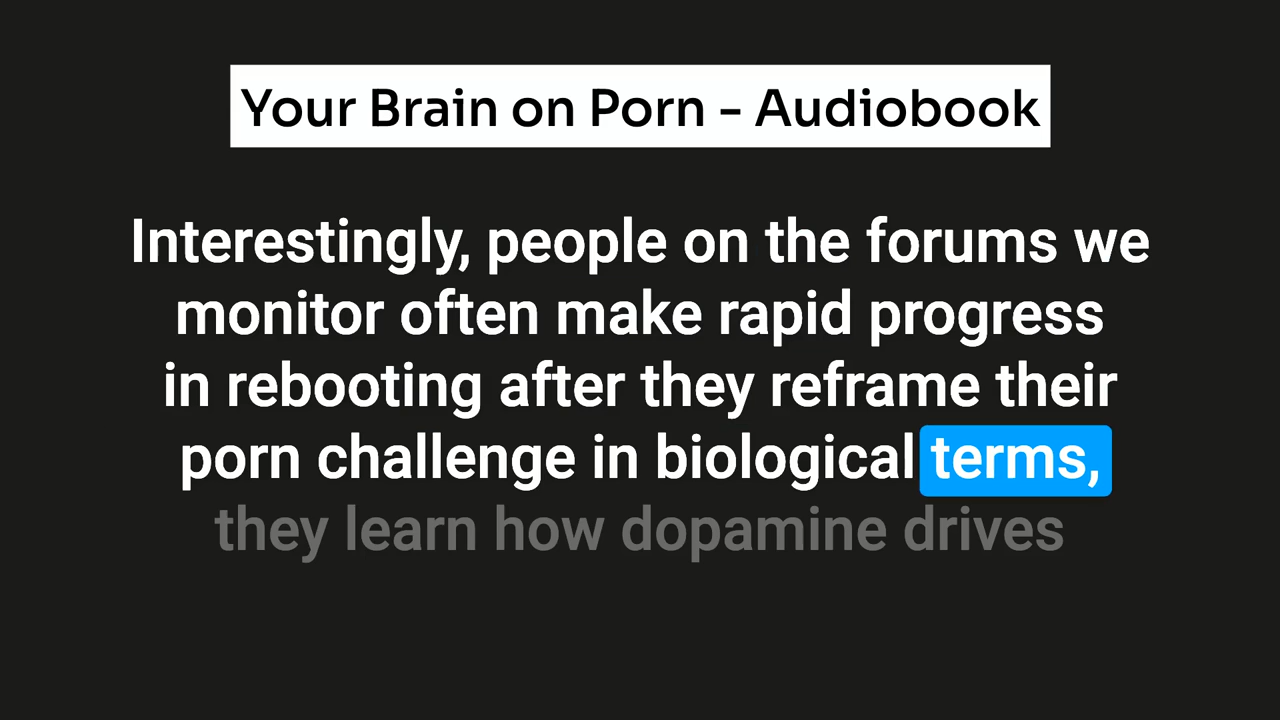 Your Brain on Porn - Audiobook
Interestingly, people on the forums we
monitor often make rapid progress
in rebooting after they reframe their
porn challenge in biological terms,
they learn how dopamine drives